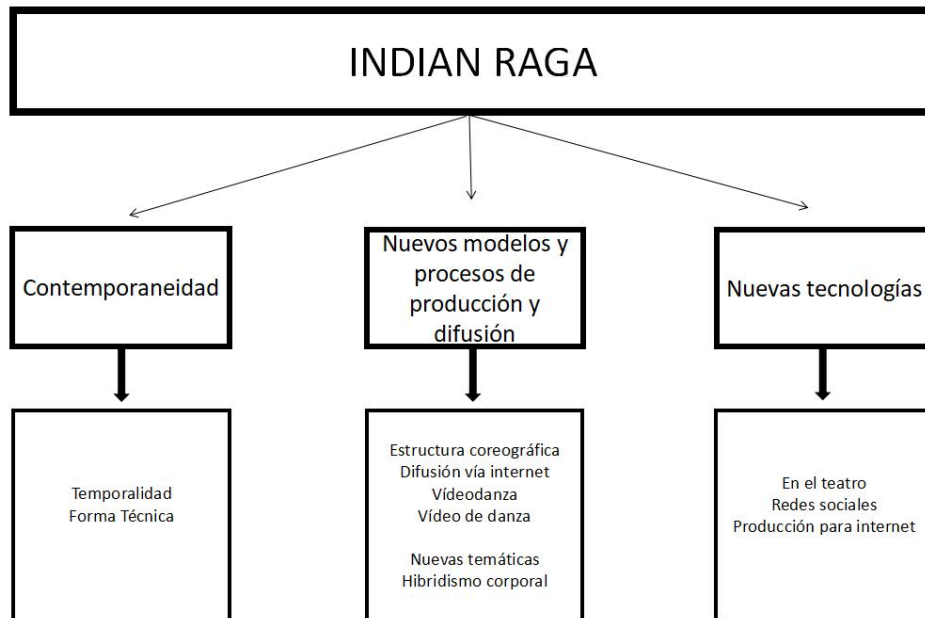 INDIAN RAGA
Contemporaneidad
Nuevos modelos y
procesos de
producción y
difusión
Nuevas tecnologías
Temporalidad
Forma Técnica
Estructura coreográfica
Difusión vía internet
Vídeodanza
Vídeo de danza
Nuevas temáticas
Hibridismo corporal
En el teatro
Redes sociales
Producción para internet